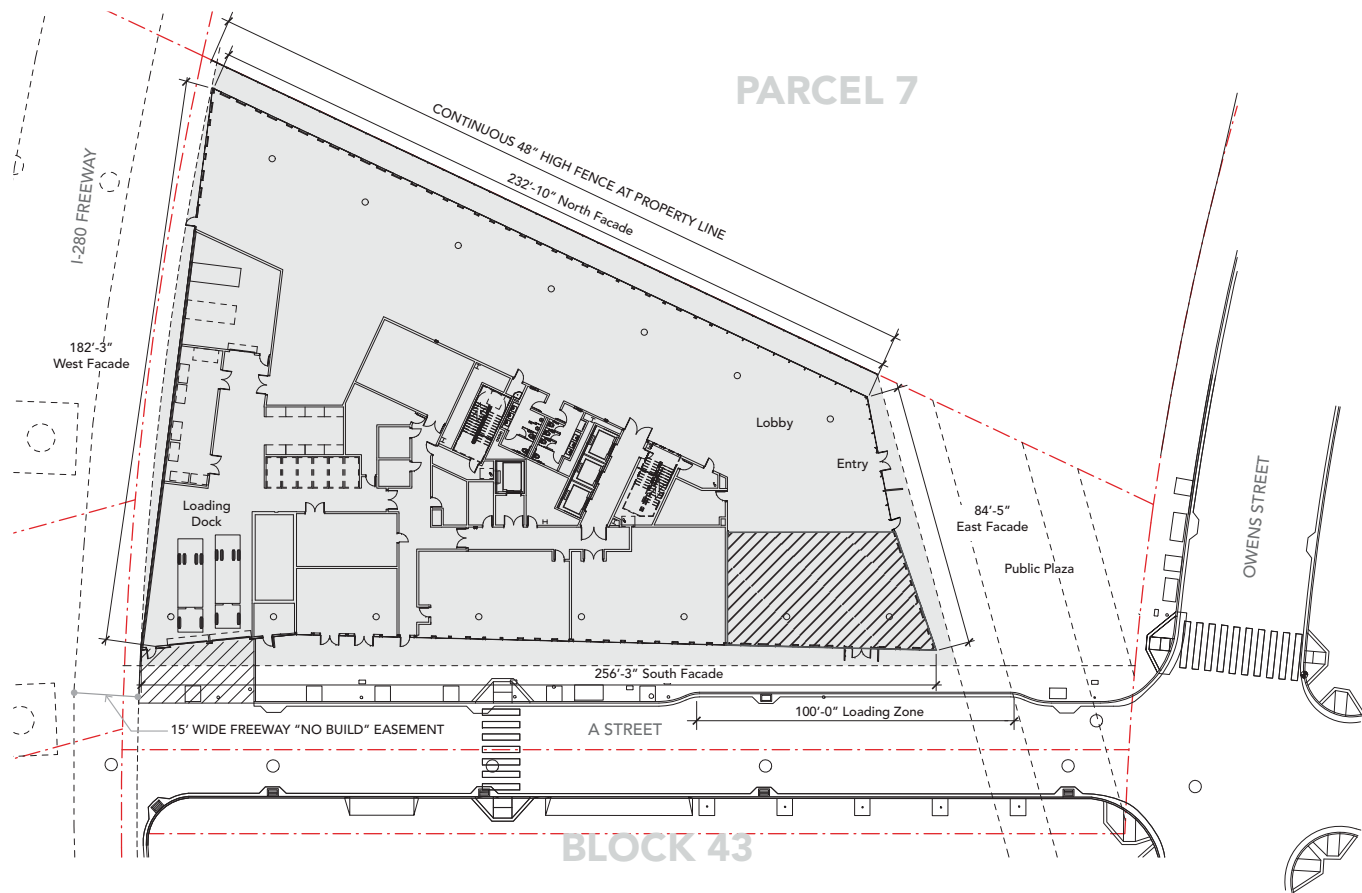 PARCEL 7
CONTINUOUS 48" HIGH FENCE AT PROPERTY LINE
232'-10" North Facade
I-280 FREEWAY
182'-3"
West Facade
Lobby
Entry
Loading
Dock
84'-5"
East Facade
Public Plaza
OWENS STREET
256'-3" South Facade
100'-0" Loading Zone
15' WIDE FREEWAY "NO BUILD" EASEMENT
A STREET
BLOCK 43